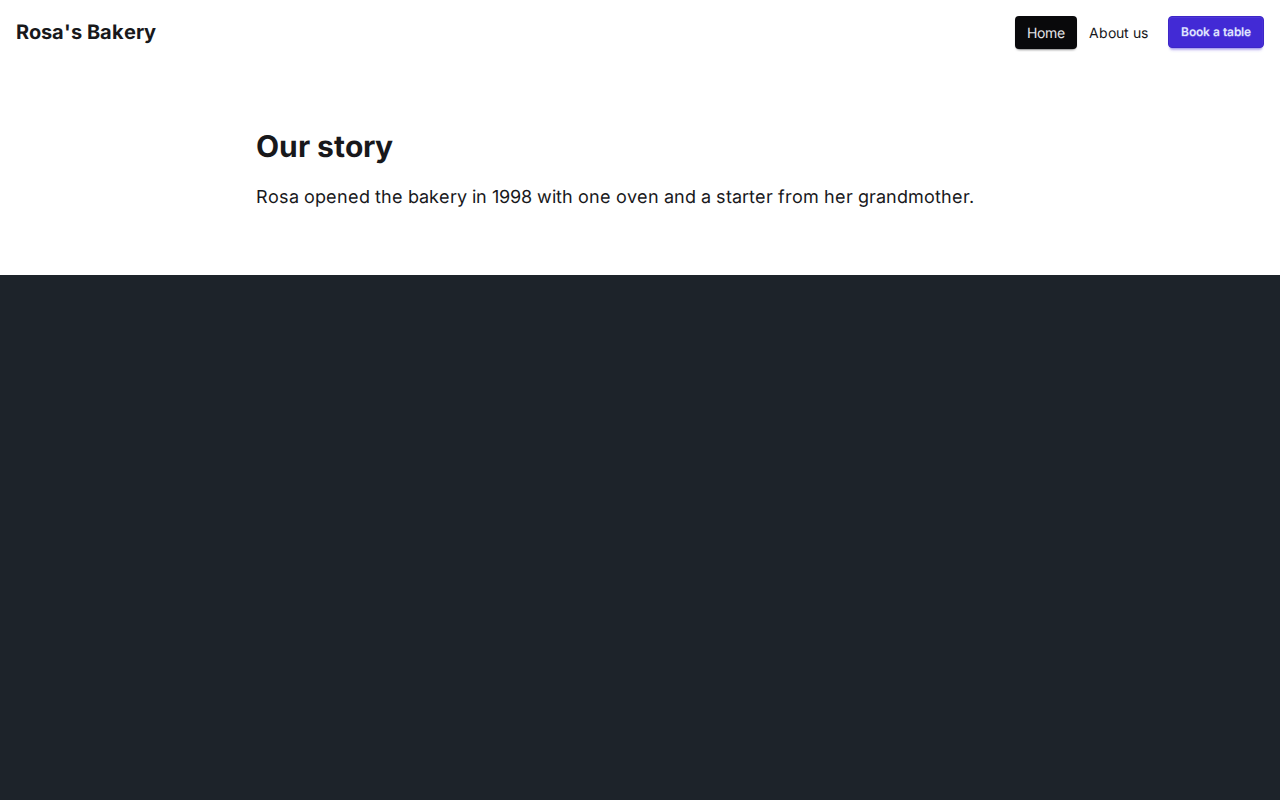 Rosa's Bakery
Home
About us
Book a table
Our story
Rosa opened the bakery in 1998 with one oven and a starter from her grandmother.